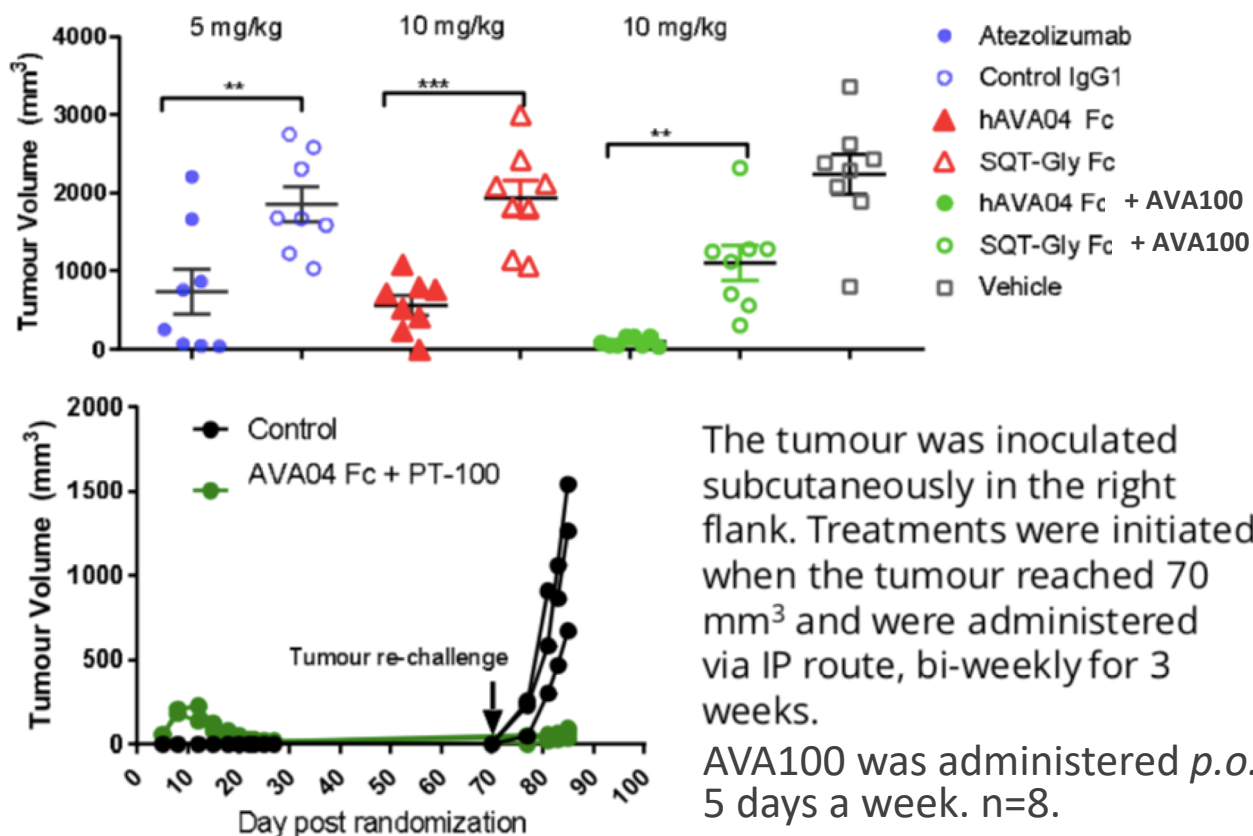 5 mg/kg 10 mg/kg 10 mg/kg
Tumour Volume (mm³)
4000
3000
2000
1000
0
**
***
**
Atezolizumab
Control IgG1
hAVA04 Fc
SQT-Gly Fc
hAVA04 Fc + AVA100
SQT-Gly Fc + AVA100
Vehicle
Tumour Volume (mm³)
2000
1500
1000
500
0
Control
AVA04 Fc + PT-100
Tumour re-challenge
0 10 20 30 40 50 60 70 80 90 100
Day post randomization
The tumour was inoculated
subcutaneously in the right
flank. Treatments were initiated
when the tumour reached 70
mm³ and were administered
via IP route, bi-weekly for 3
weeks.
AVA100 was administered p.o.
5 days a week. n=8.